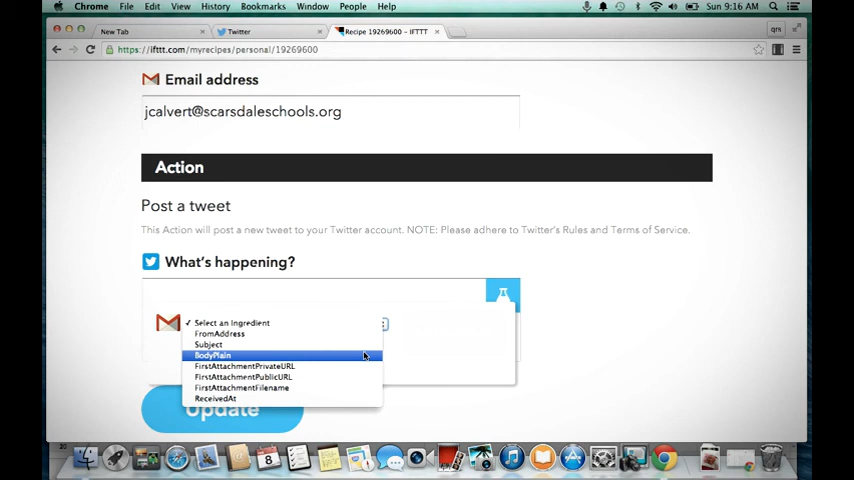 Chrome File Edit View History Bookmarks Window People Help Sun 9:16 AM
New Tab Twitter Recipe 19269600 - IFTTT
qrs
https://ifttt.com/myrecipes/personal/19269600
Email address
jcalvert@scarsdaleschools.org
Action
Post a tweet
This Action will post a new tweet to your Twitter account. NOTE: Please adhere to Twitter's Rules and Terms of Service.
What's happening?
✓ Select an Ingredient
FromAddress
Subject
BodyPlain
FirstAttachmentPrivateURL
FirstAttachmentPublicURL
FirstAttachmentFilename
ReceivedAt
Update
8